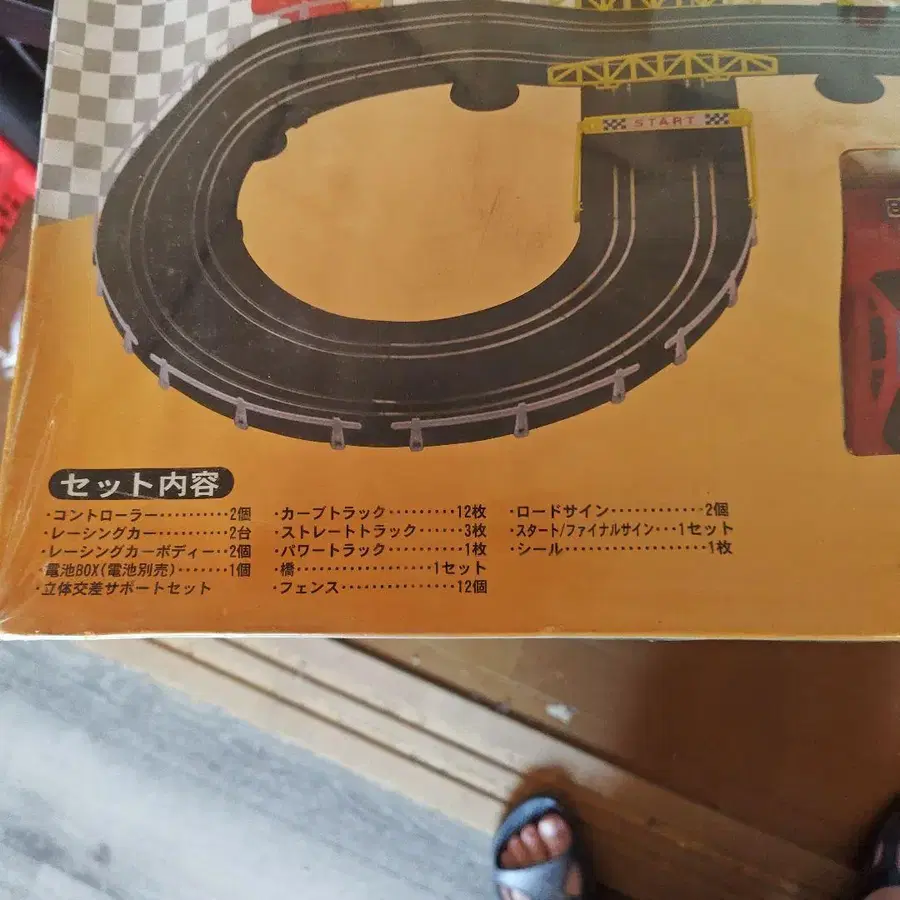 START
セット内容
・コントローラー・・・・・・・・・・2個
・レーシングカー・・・・・・・・・・2台
・レーシングカーボディー・・2個
・電池BOX(電池別売)・・・・・・・1個
・立体交差サポートセット
・カーブトラック・・・・・・・・・12枚
・ストレートトラック・・・・・・3枚
・パワートラック・・・・・・・・・・1枚
・橋・・・・・・・・・・・・・・・・・・1セット
・フェンス・・・・・・・・・・・・・・・12個
・ロードサイン・・・・・・・・・・・・2個
・スタート/ファイナルサイン・・・1セット
・シール・・・・・・・・・・・・・・・・・1枚